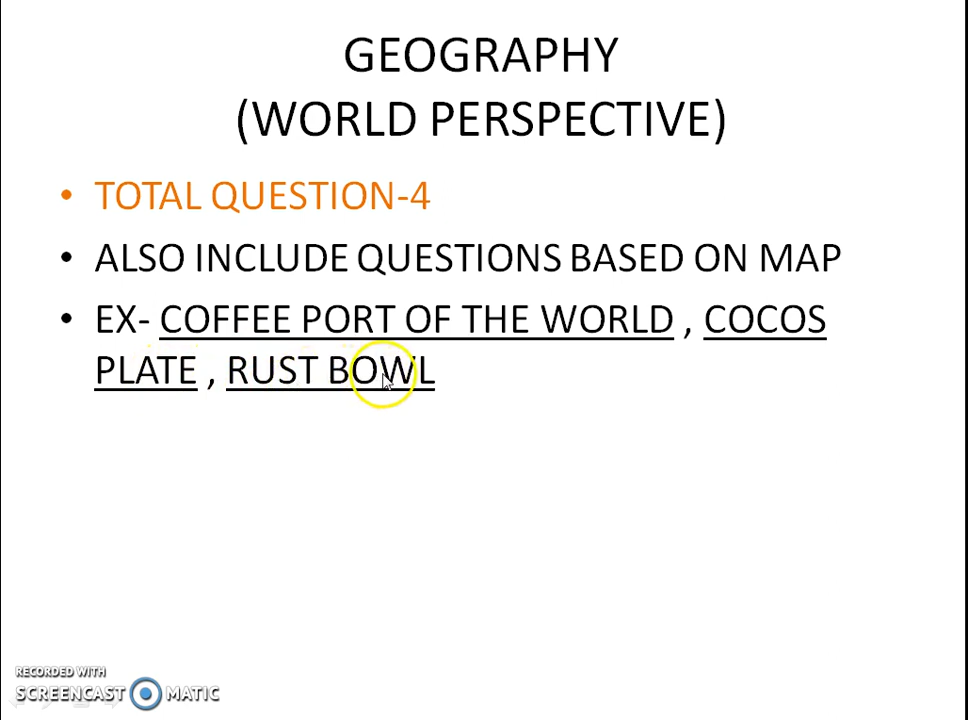 GEOGRAPHY
(WORLD PERSPECTIVE)
• TOTAL QUESTION-4
• ALSO INCLUDE QUESTIONS BASED ON MAP
• EX- COFFEE PORT OF THE WORLD , COCOS
PLATE , RUST BOWL
RECORDED WITH
SCREENCAST MATIC